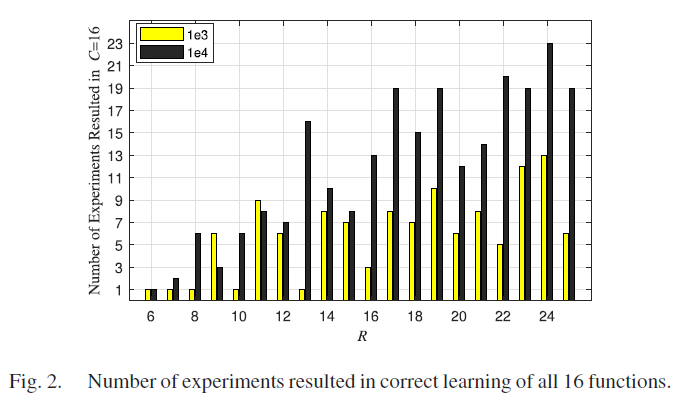 1e3
1e4
Number of Experiments Resulted in C=16
23
21
19
17
15
13
11
9
7
5
3
1
6 8 10 12 14 16 18 20 22 24
R
Fig. 2. Number of experiments resulted in correct learning of all 16 functions.